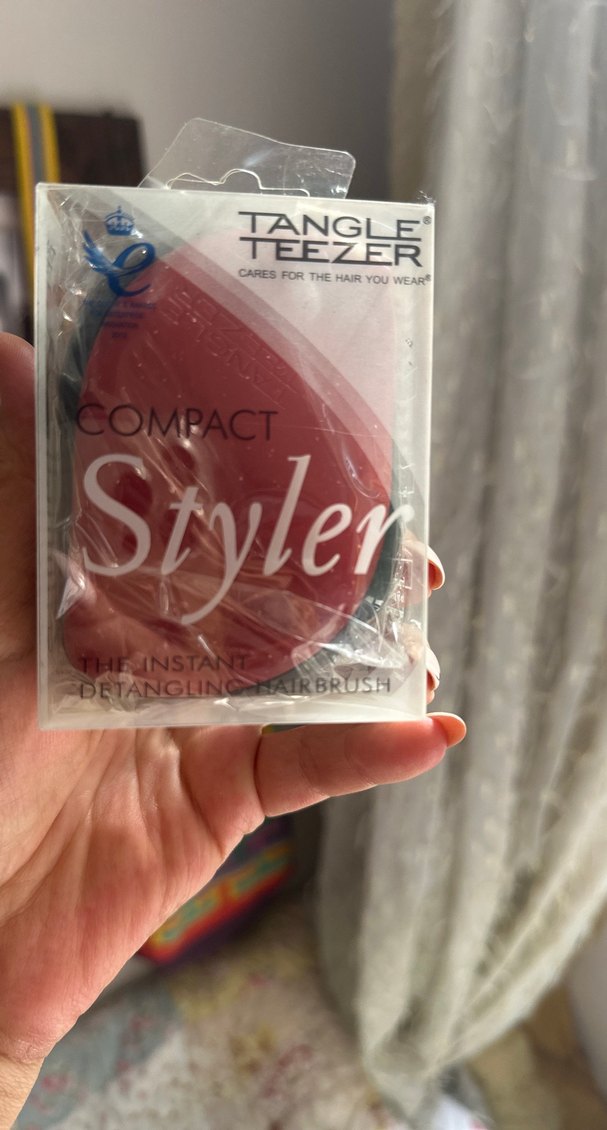 TANGLE®
TEEZER
CARES FOR THE HAIR YOU WEAR®
COMPACT
Styler
THE INSTANT
DETANGLING HAIRBRUSH